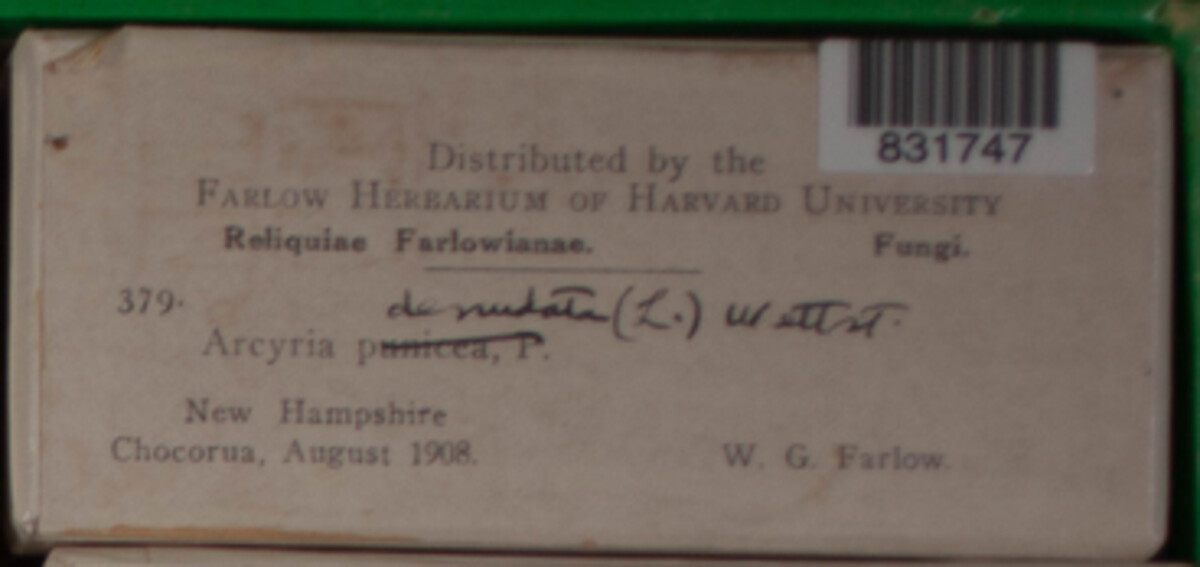 831747
Distributed by the
FARLOW HERBARIUM OF HARVARD UNIVERSITY
Reliquiae Farlowianae. Fungi.
379.
denudata (L.) Wettst.
Arcyria punicea, P.
New Hampshire
Chocorua, August 1908. W. G. Farlow.